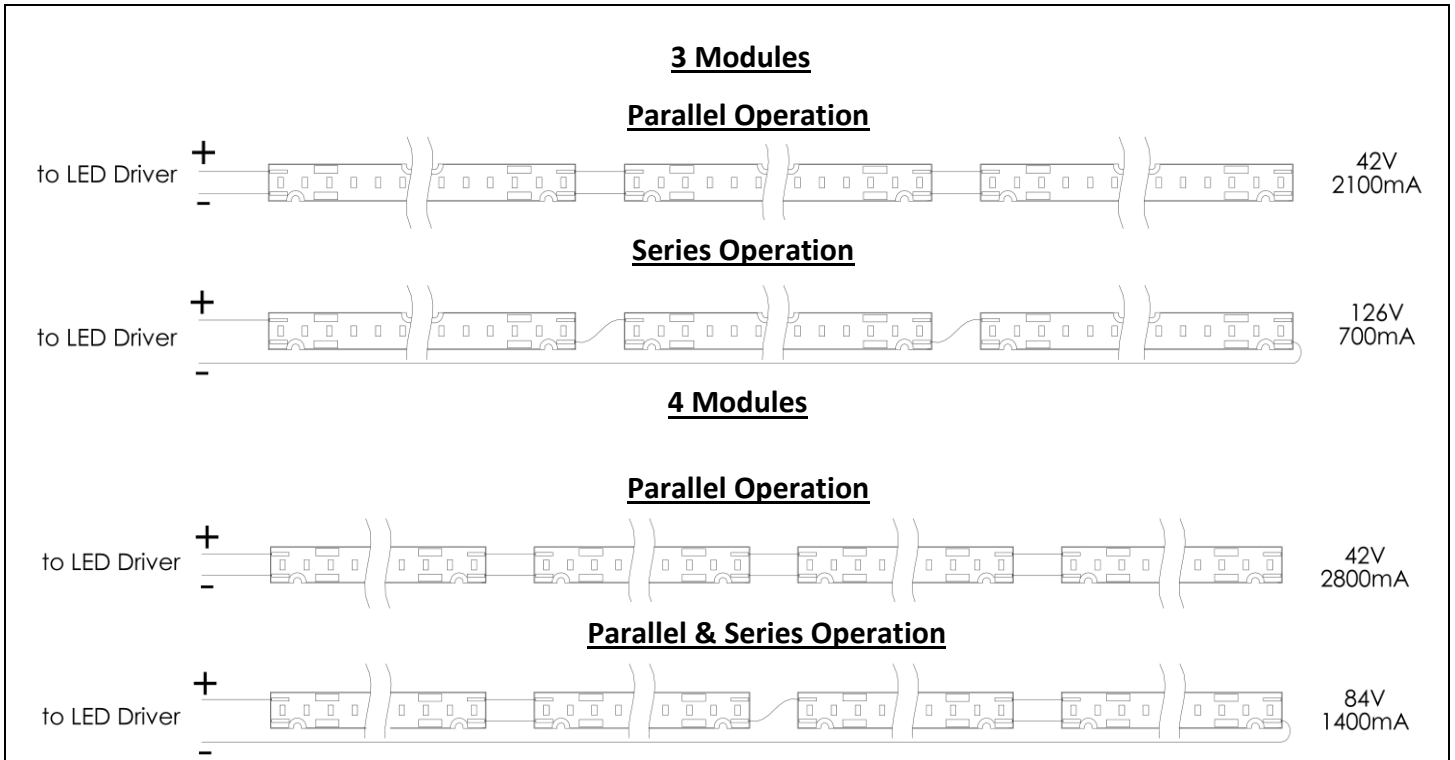 3 Modules
Parallel Operation
+
to LED Driver
-
42V
2100mA
Series Operation
+
to LED Driver
-
126V
700mA
4 Modules
Parallel Operation
+
to LED Driver
-
42V
2800mA
Parallel & Series Operation
+
to LED Driver
-
84V
1400mA